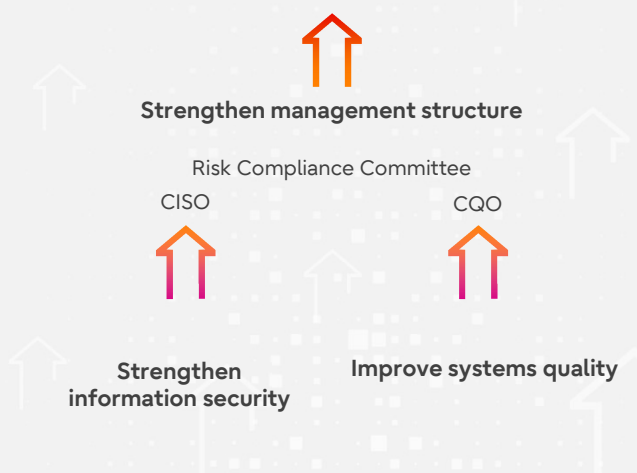 Strengthen management structure
Risk Compliance Committee
CISO
CQO
Strengthen
information security
Improve systems quality